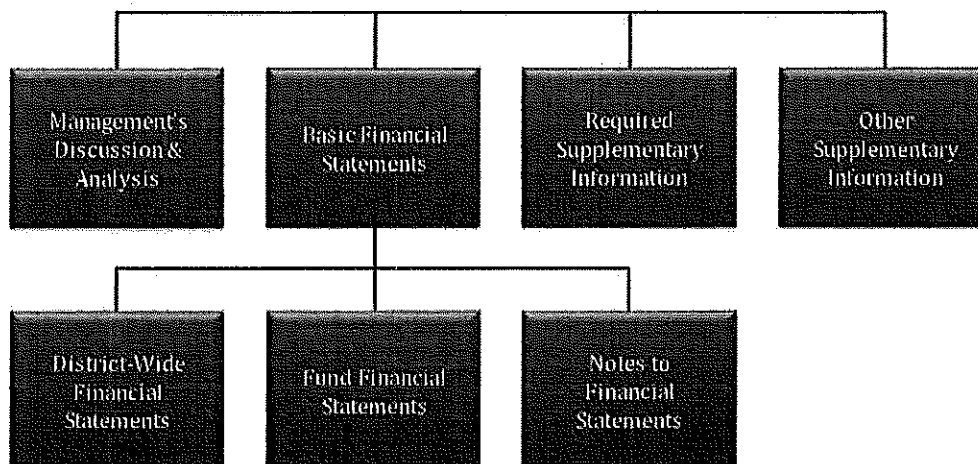 Management's
Discussion &
Analysis
Basic Financial
Statements
Required
Supplementary
Information
Other
Supplementary
Information
District-Wide
Financial
Statements
Fund Financial
Statements
Notes to
Financial
Statements